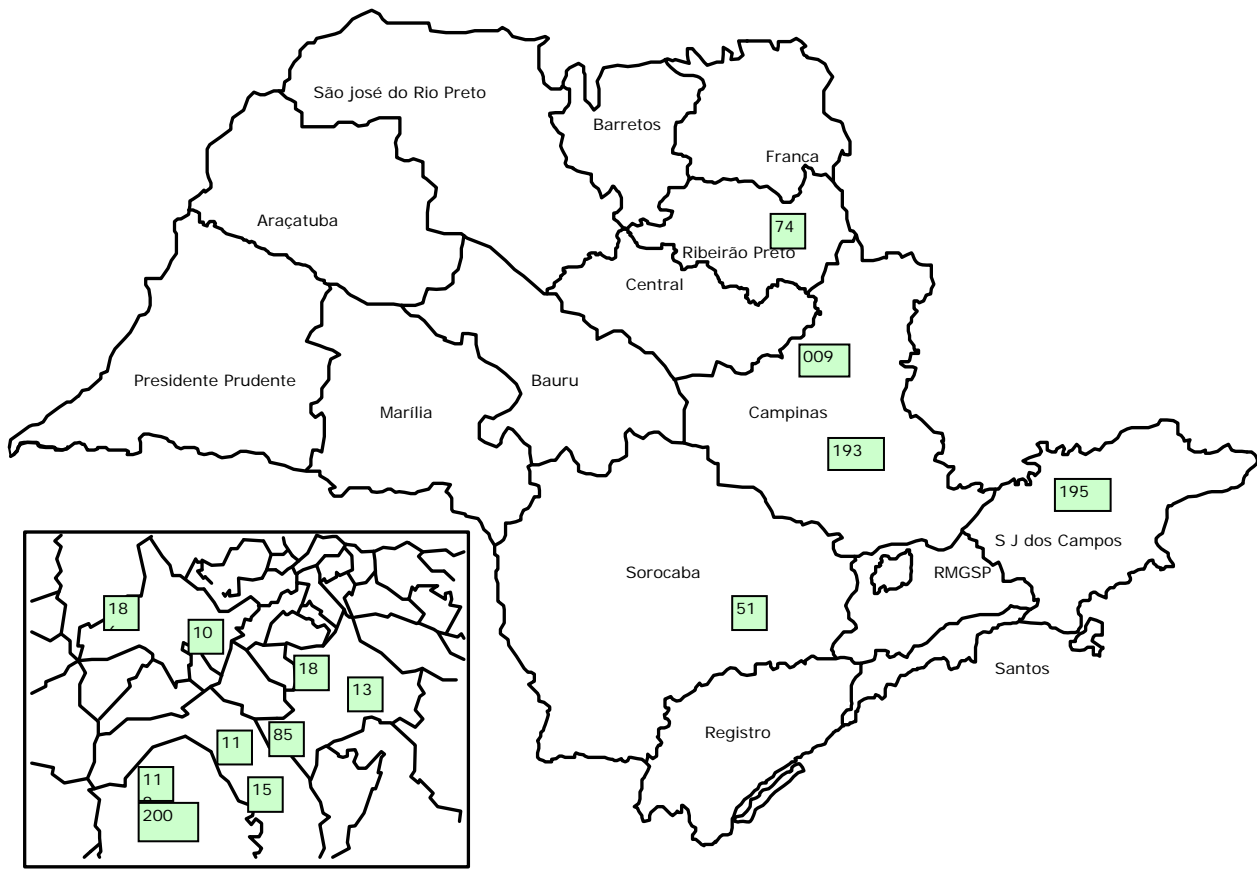 São josé do Rio Preto
Barretos
Franca
Araçatuba
74
Ribeirão Preto
Central
009
Presidente Prudente
Bauru
Marília
Campinas
193
195
S J dos Campos
Sorocaba
RMGSP
51
Santos
Registro
18
10
18
13
11
85
11
15
200